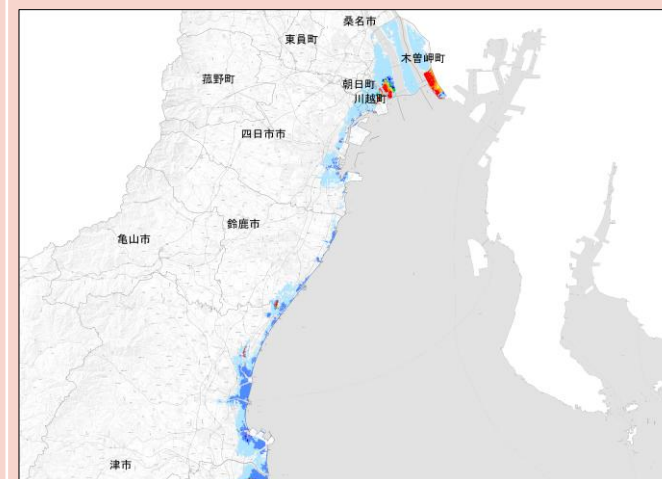 桑名市
東員町
木曽岬町
菰野町
朝日町
川越町
四日市市
鈴鹿市
亀山市
津市